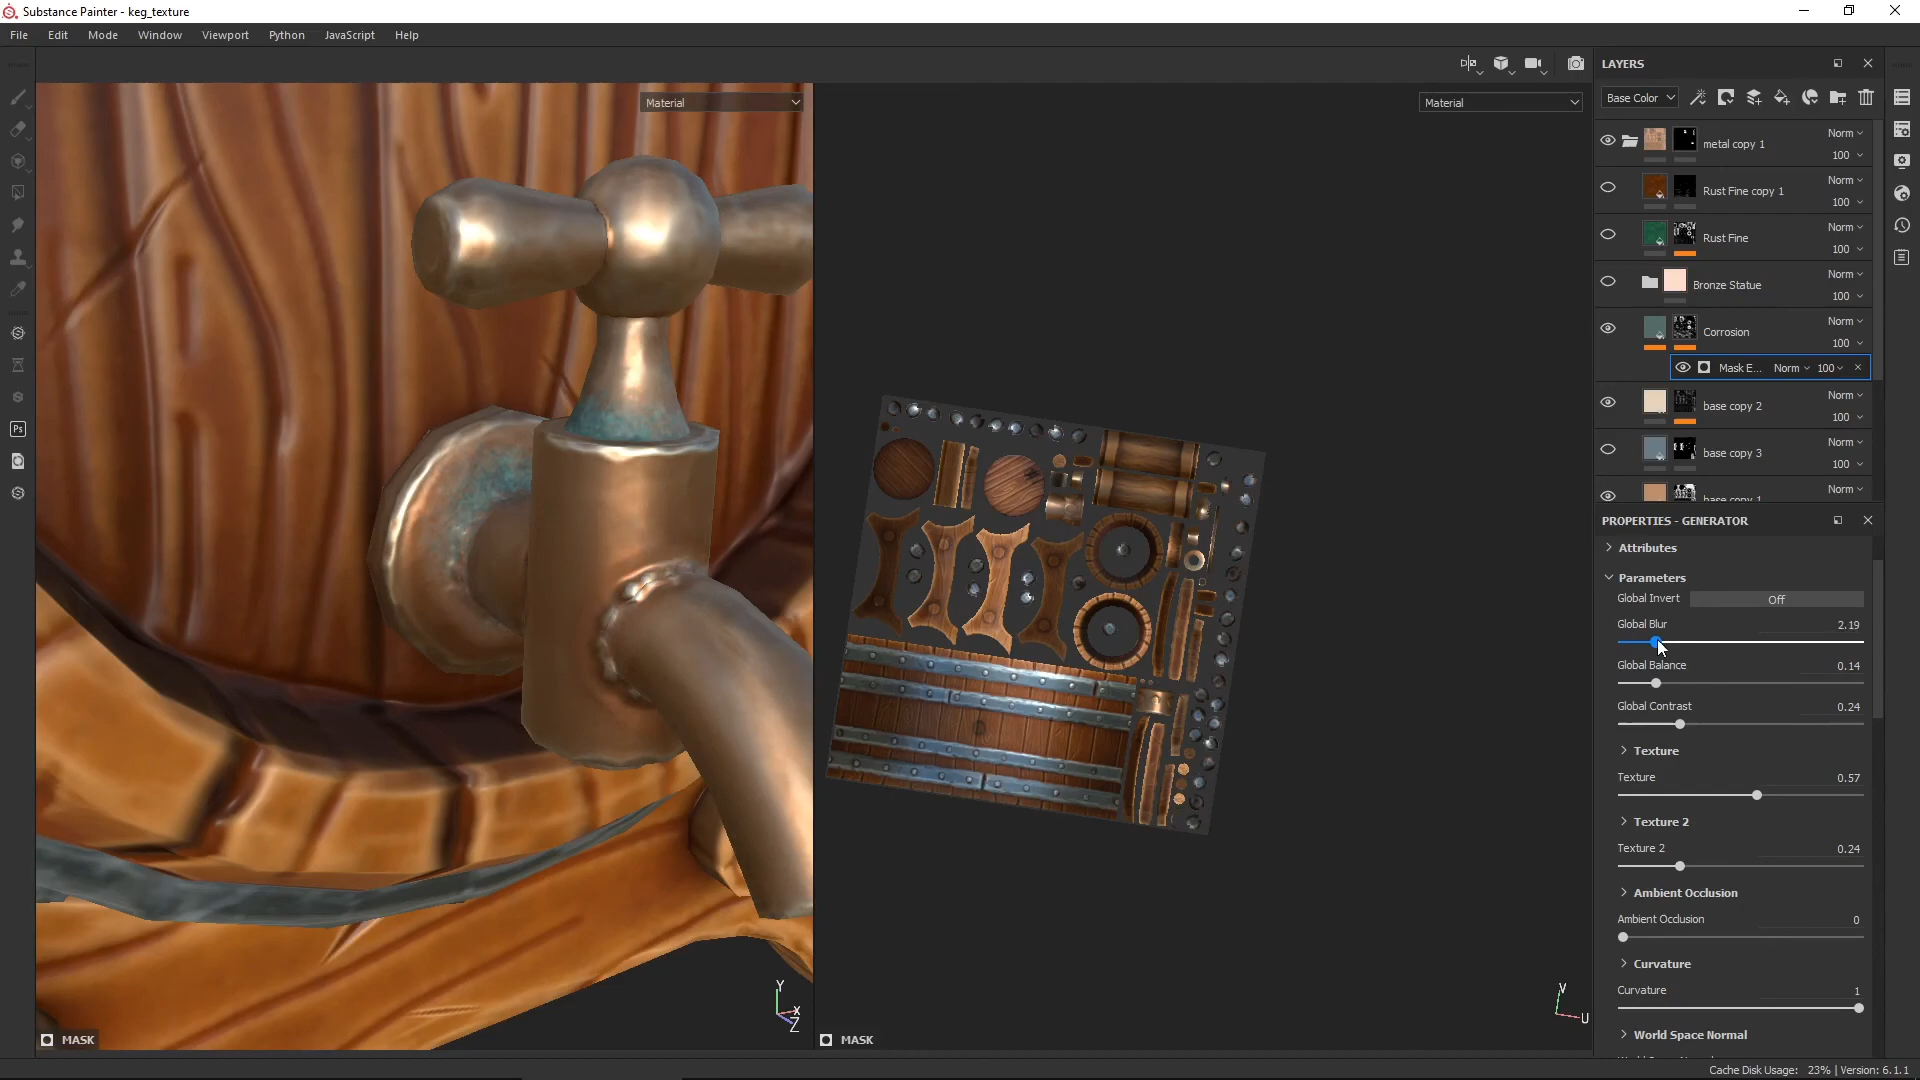 Substance Painter - keg_texture
File Edit Mode Window Viewport Python JavaScript Help
Material
Material
Y
X
Z
V
U
MASK
MASK
Ps
LAYERS
Base Color
metal copy 1 Norm
100
Rust Fine copy 1 Norm
100
Rust Fine Norm
100
Bronze Statue Norm
100
Corrosion Norm
100
Mask E... Norm 100
base copy 2 Norm
100
base copy 3 Norm
100
base copy 1 Norm
PROPERTIES - GENERATOR
Attributes
Parameters
Global Invert Off
Global Blur 2.19
Global Balance 0.14
Global Contrast 0.24
Texture
Texture 0.57
Texture 2
Texture 2 0.24
Ambient Occlusion
Ambient Occlusion 0
Curvature
Curvature 1
World Space Normal
Cache Disk Usage: 23% | Version: 6.1.1